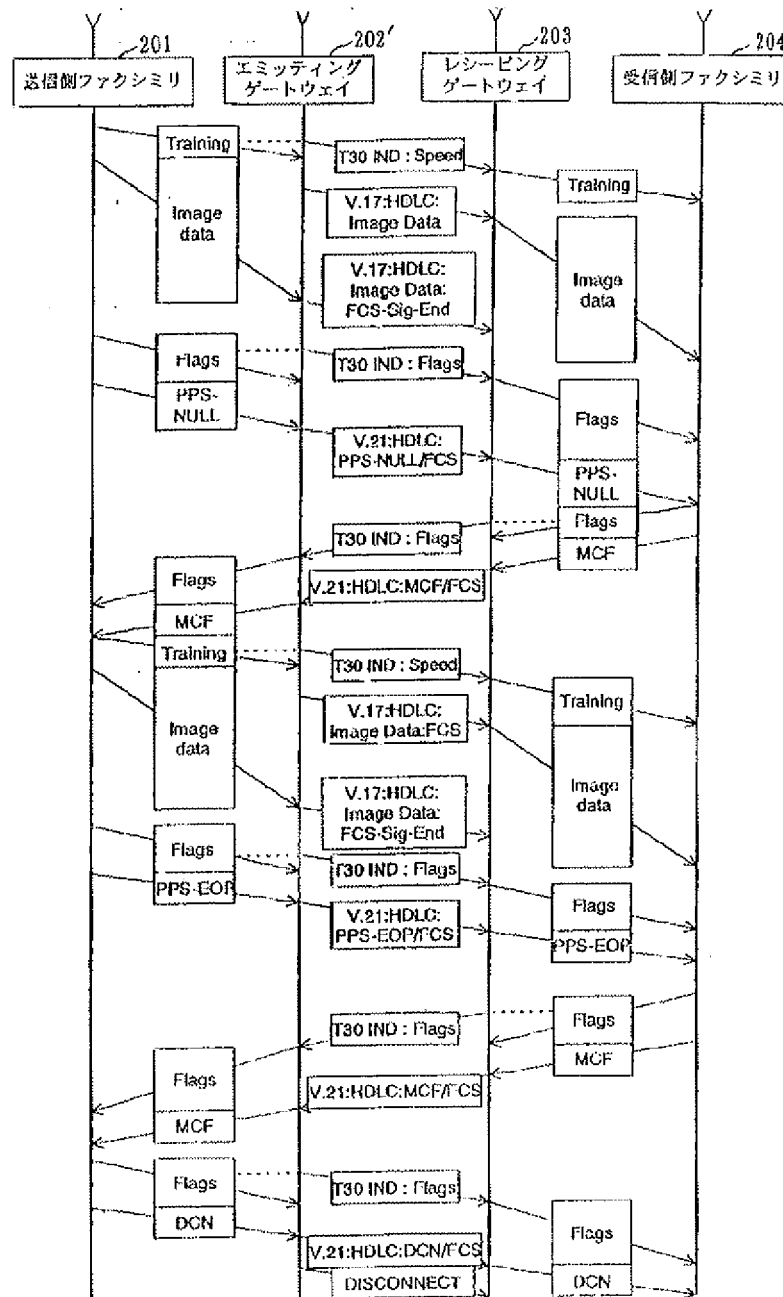 201
202′
203
204
送信側ファクシミリ
エミッティング
ゲートウェイ
レシービング
ゲートウェイ
受信側ファクシミリ
Training
T30 IND : Speed
Training
Image
data
V.17:HDLC:
Image Data
Image
data
V.17:HDLC:
Image Data:
FCS-Sig-End
Flags
T30 IND : Flags
Flags
PPS-
NULL
V.21:HDLC:
PPS-NULL/FCS
PPS-
NULL
T30 IND : Flags
Flags
MCF
Flags
V.21:HDLC:MCF/FCS
MCF
Training
T30 IND : Speed
Training
Image
data
V.17:HDLC:
Image Data:FCS
Image
data
V.17:HDLC:
Image Data:
FCS-Sig-End
Flags
T30 IND : Flags
Flags
PPS-EOP
V.21:HDLC:
PPS-EOP/FCS
PPS-EOP
Flags
T30 IND : Flags
MCF
Flags
V.21:HDLC:MCF/FCS
MCF
Flags
T30 IND : Flags
Flags
DCN
V.21:HDLC:DCN/FCS
DISCONNECT
DCN